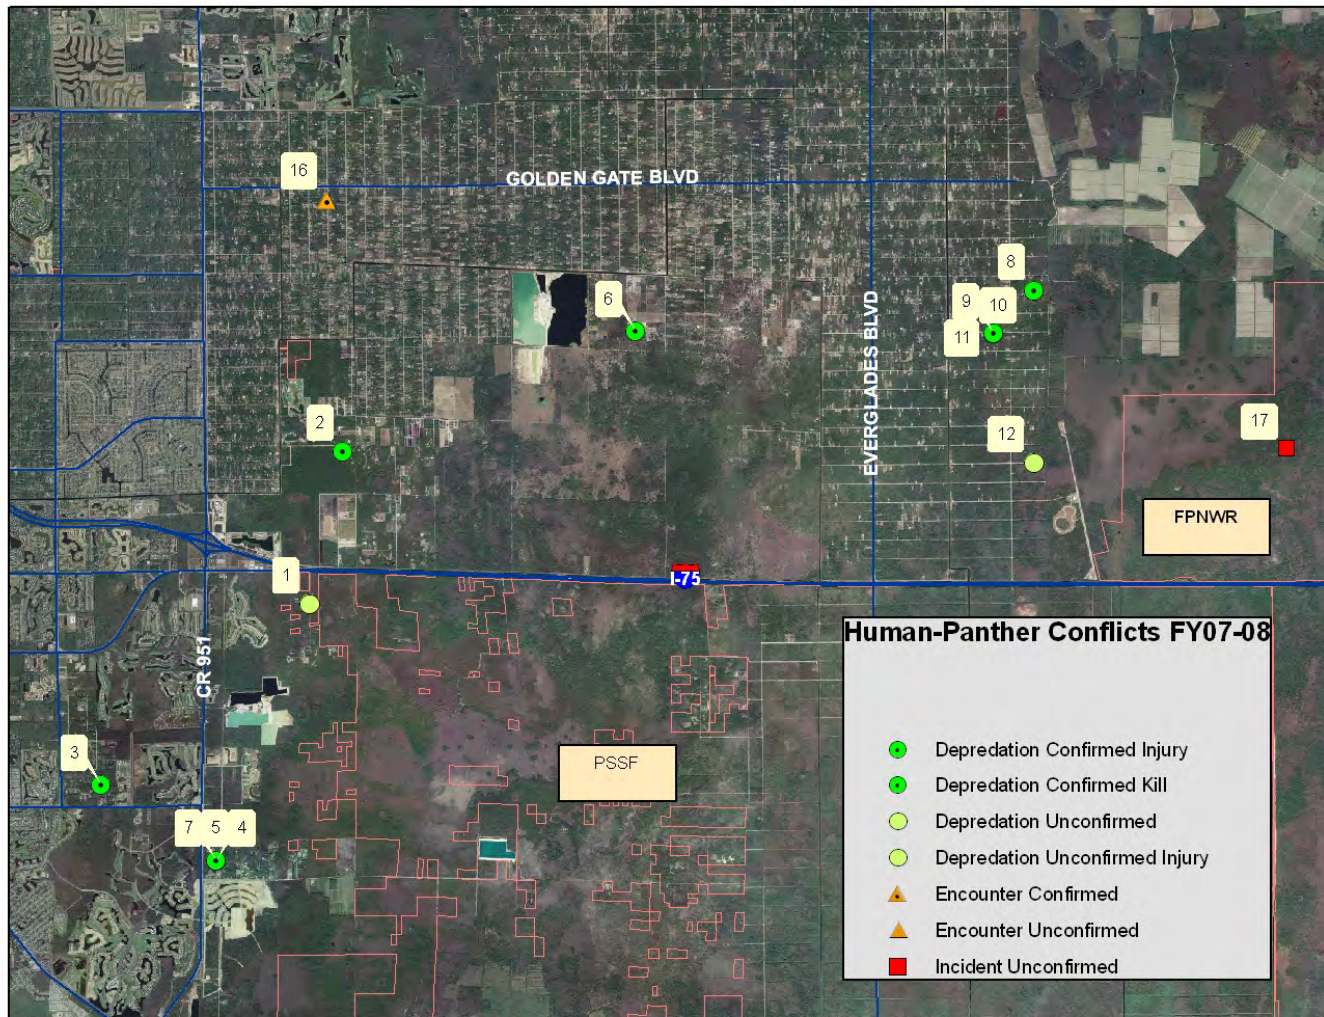 16
GOLDEN GATE BLVD
8
6
9
10
11
EVERGLADES BLVD
2
12
17
FPNWR
1
I-75
Human-Panther Conflicts FY07-08
CR 951
3
PSSF
7
5
4
Depredation Confirmed Injury
Depredation Confirmed Kill
Depredation Unconfirmed
Depredation Unconfirmed Injury
Encounter Confirmed
Encounter Unconfirmed
Incident Unconfirmed